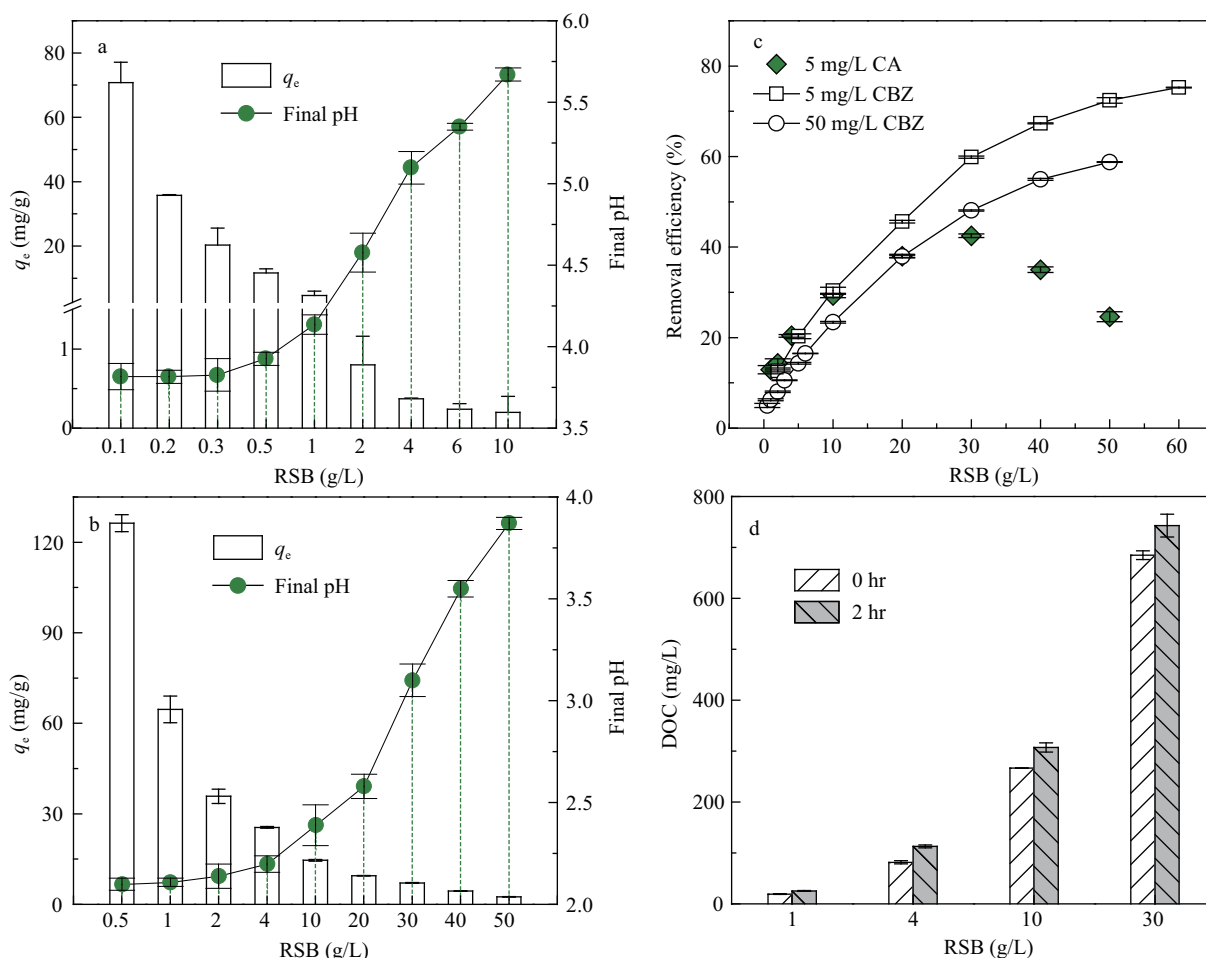 a
qe
Final pH
80
60
40
20
1
0
qe (mg/g)
6.0
5.5
5.0
4.5
4.0
3.5
Final pH
0.1 0.2 0.3 0.5 1 2 4 6 10
RSB (g/L)
c
5 mg/L CA
5 mg/L CBZ
50 mg/L CBZ
80
60
40
20
0
Removal efficiency (%)
0 10 20 30 40 50 60
RSB (g/L)
b
qe
Final pH
120
90
60
30
0
qe (mg/g)
4.0
3.5
3.0
2.5
2.0
Final pH
0.5 1 2 4 10 20 30 40 50
RSB (g/L)
d
0 hr
2 hr
800
600
400
200
0
DOC (mg/L)
1 4 10 30
RSB (g/L)